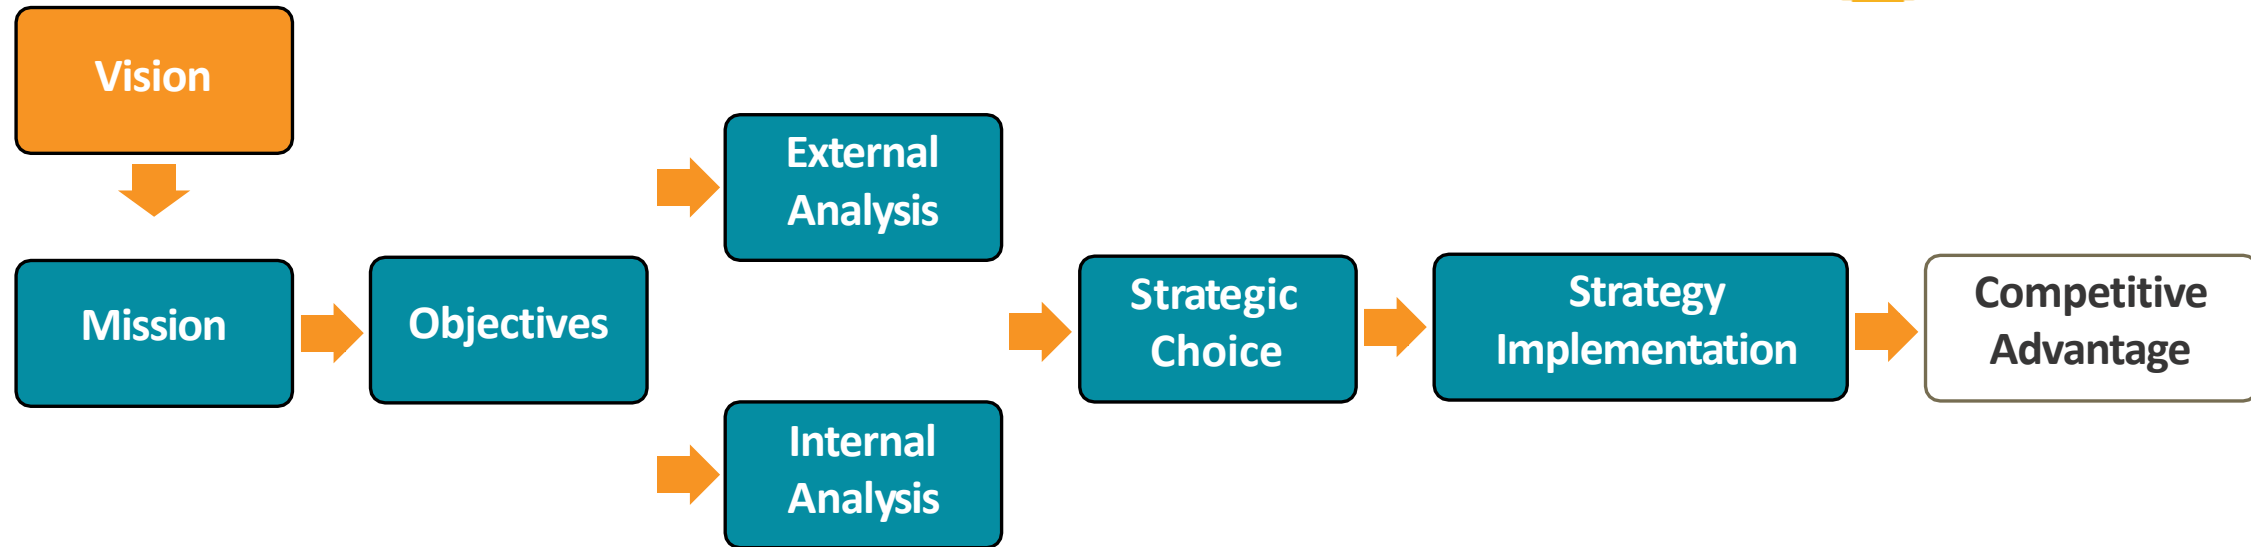 Vision
Mission
Objectives
External
Analysis
Internal
Analysis
Strategic
Choice
Strategy
Implementation
Competitive
Advantage